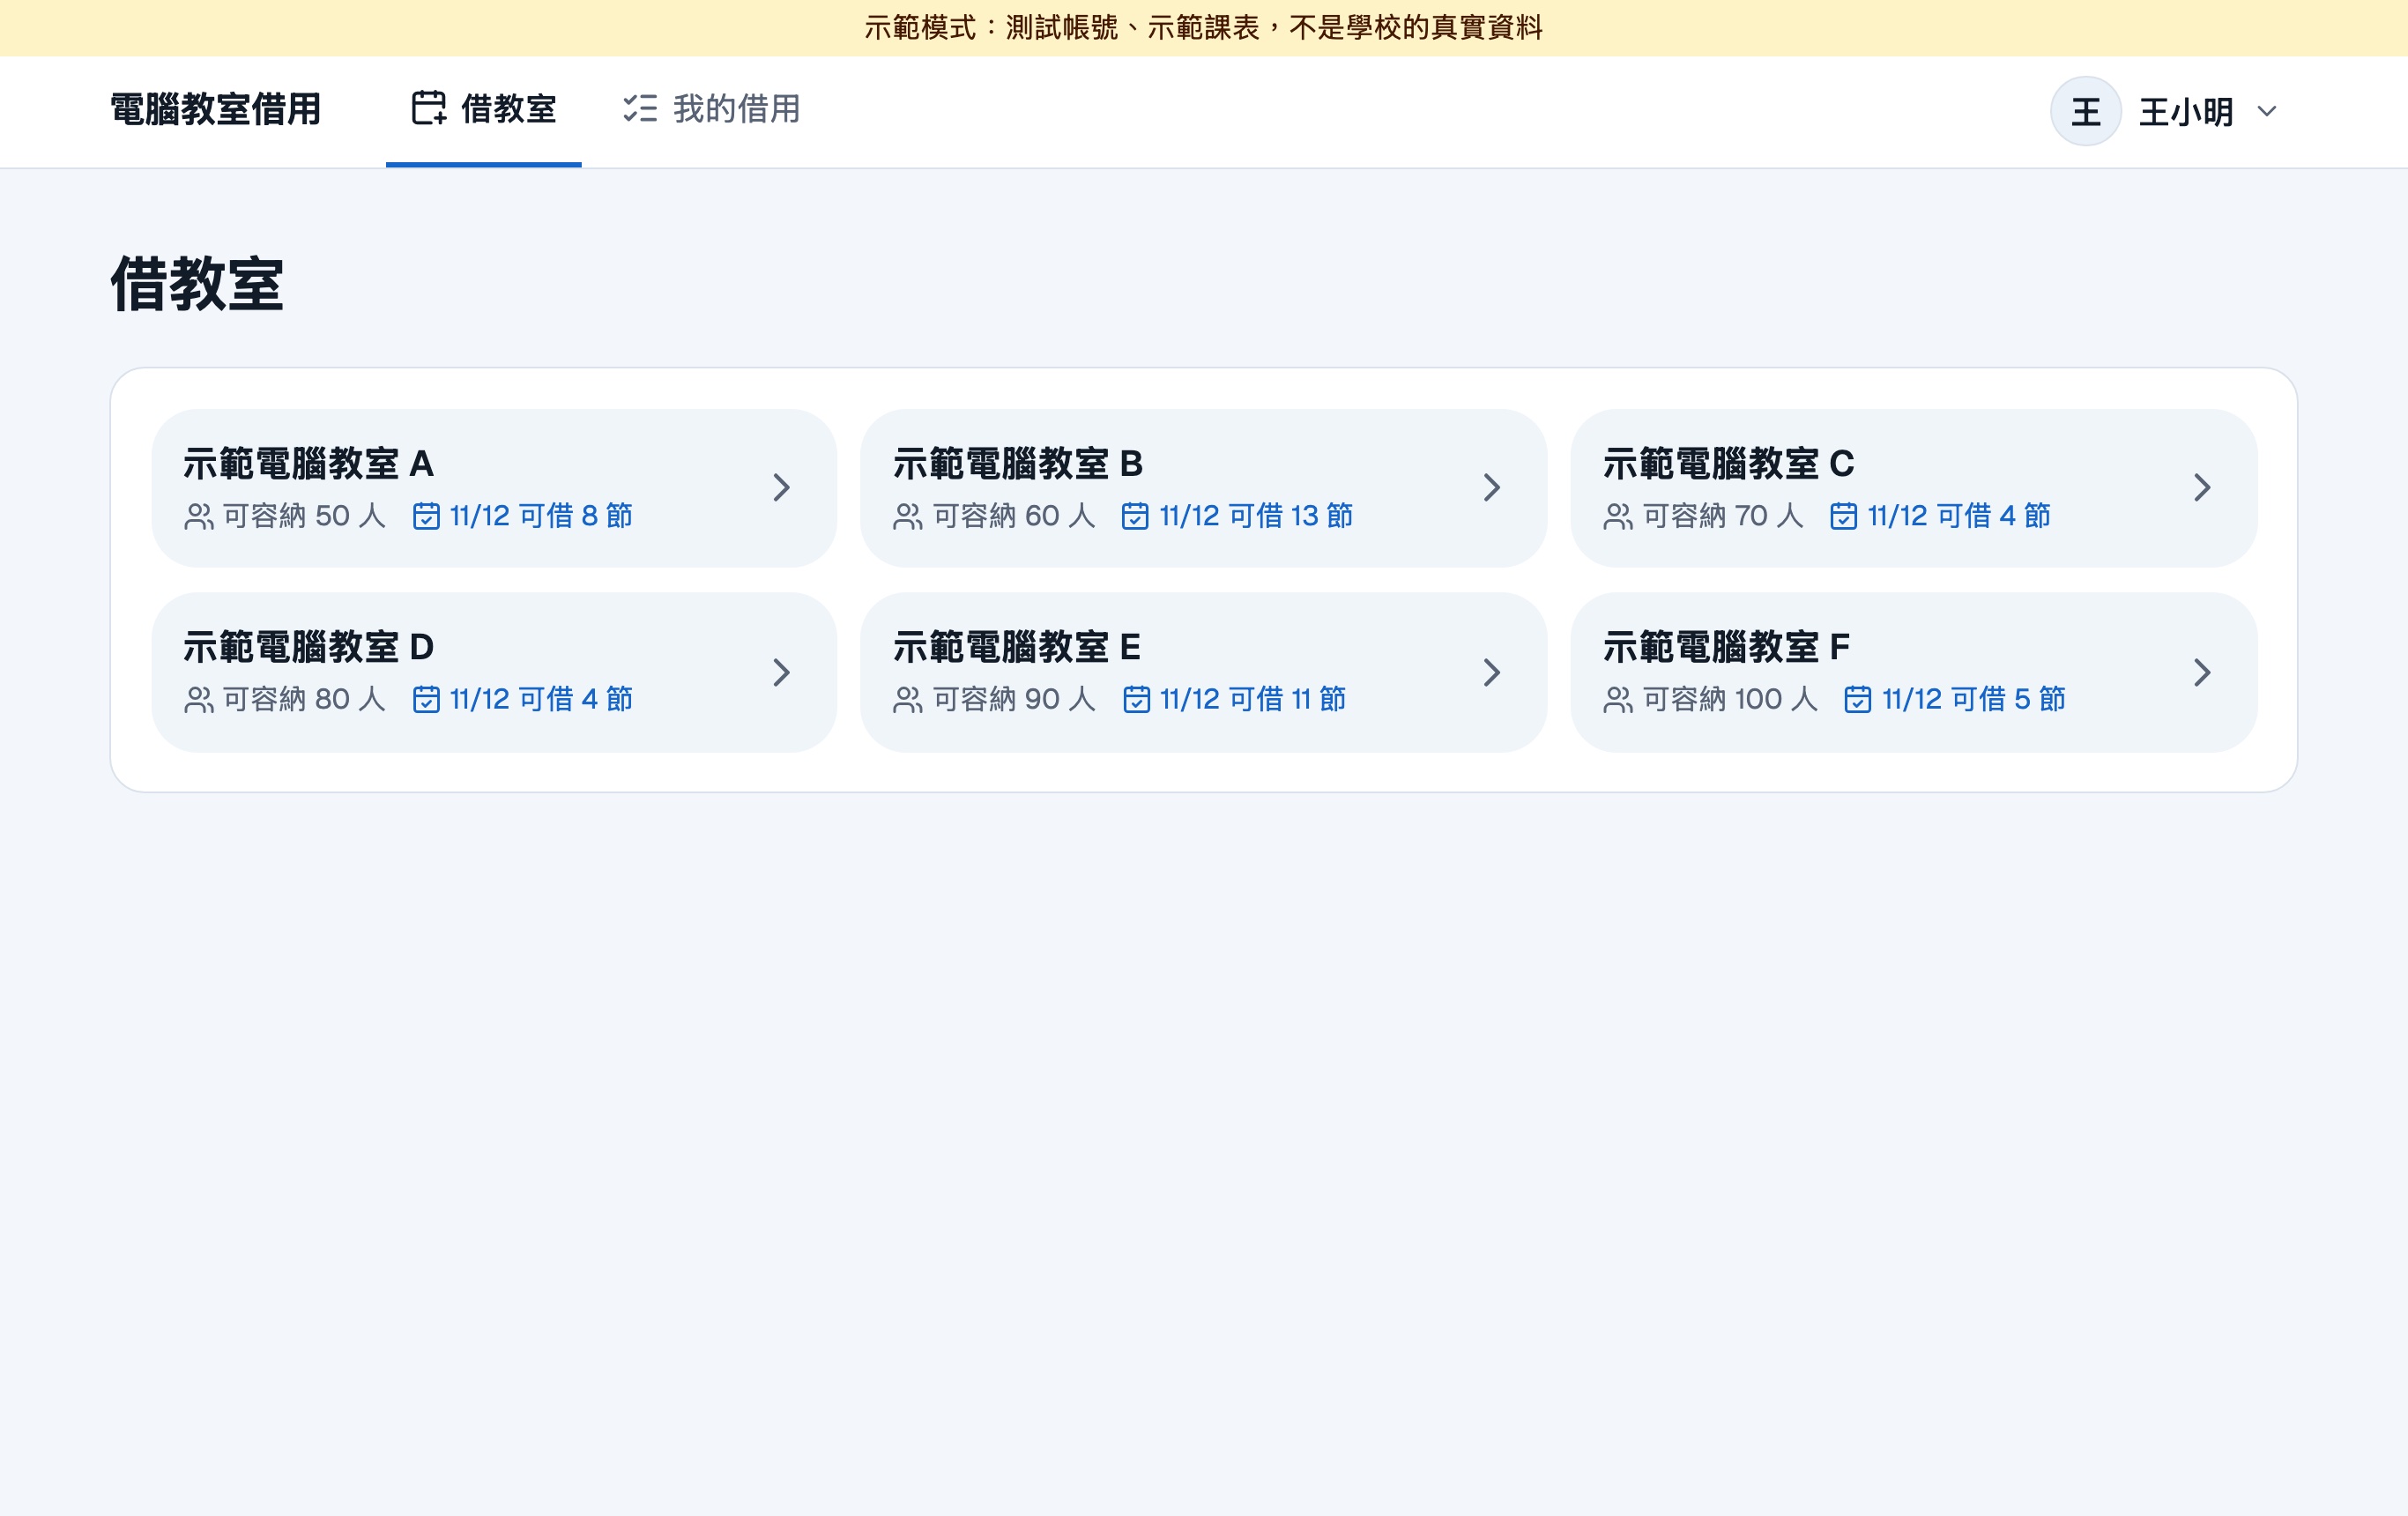 示範模式：測試帳號、示範課表，不是學校的真實資料
電腦教室借用 借教室 我的借用 王 王小明
借教室
示範電腦教室 A
可容納 50 人 11/12 可借 8 節
示範電腦教室 B
可容納 60 人 11/12 可借 13 節
示範電腦教室 C
可容納 70 人 11/12 可借 4 節
示範電腦教室 D
可容納 80 人 11/12 可借 4 節
示範電腦教室 E
可容納 90 人 11/12 可借 11 節
示範電腦教室 F
可容納 100 人 11/12 可借 5 節